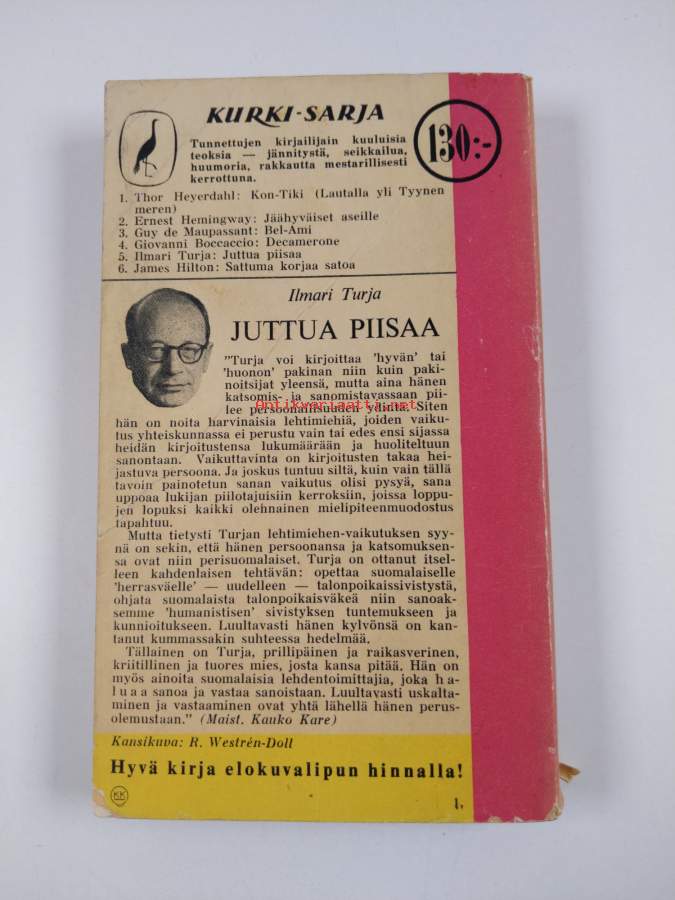 KURKI-SARJA
130:-
Tunnettujen kirjailijain kuuluisia
teoksia — jännitystä, seikkailua,
huumoria, rakkautta mestarillisesti
kerrottuna.
1. Thor Heyerdahl: Kon-Tiki (Lautalla yli Tyynen
meren)
2. Ernest Hemingway: Jäähyväiset aseille
3. Guy de Maupassant: Bel-Ami
4. Giovanni Boccaccio: Decamerone
5. Ilmari Turja: Juttua piisaa
6. James Hilton: Sattuma korjaa satoa
Ilmari Turja
JUTTUA PIISAA
"Turja voi kirjoittaa 'hyvän' tai
'huonon' pakinan niin kuin paki-
noitsijat yleensä, mutta aina hänen
katsomis- ja sanomistavassaan pii-
lee persoonallisuuden ydintä. Siten
Antikvariaatti.net
hän on noita harvinaisia lehtimiehiä, joiden vaiku-
tus yhteiskunnassa ei perustu vain tai edes ensi sijassa
heidän kirjoitustensa lukumäärään ja huoliteltuun
sanontaan. Vaikuttavinta on kirjoitusten takaa hei-
jastuva persoona. Ja joskus tuntuu siltä, kuin vain tällä
tavoin painotetun sanan vaikutus olisi pysyä, sana
uppoaa lukijan piilotajuisiin kerroksiin, joissa loppu-
jen lopuksi kaikki olehnainen mielipiteenmuodostus
tapahtuu.
Mutta tietysti Turjan lehtimiehen-vaikutuksen syy-
nä on sekin, että hänen persoonansa ja katsomuksen-
sa ovat niin perisuomalaiset. Turja on ottanut itsel-
leen kahdenlaisen tehtävän: opettaa suomalaiselle
'herrasväelle' — uudelleen — talonpoikaissivistystä,
ohjata suomalaista talonpoikaisväkeä niin sanoak-
semme 'humanistisen' sivistyksen tuntemukseen ja
kunnioitukseen. Luultavasti hänen kylvönsä on kan-
tanut kummassakin suhteessa hedelmää.
Tällainen on Turja, prillipäinen ja raikasverinen,
kriitillinen ja tuores mies, josta kansa pitää. Hän on
myös ainoita suomalaisia lehdentoimittajia, joka ha-
luaa sanoa ja vastaa sanoistaan. Luultavasti uskalta-
minen ja vastaaminen ovat yhtä lähellä hänen perus-
olemustaan." (Maist. Kauko Kare)
Kansikuva: R. Westrén-Doll
Hyvä kirja elokuvalipun hinnalla!
KK
1.